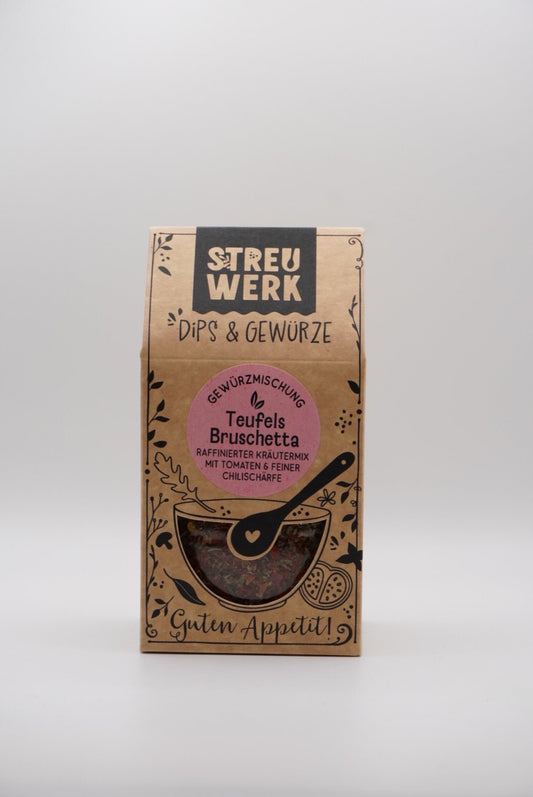 STREU
WERK
DIPS & GEWÜRZE
GEWÜRZMISCHUNG
Teufels
Bruschetta
RAFFINIERTER KRÄUTERMIX
MIT TOMATEN & FEINER
CHILISCHÄRFE
Guten Appetit!